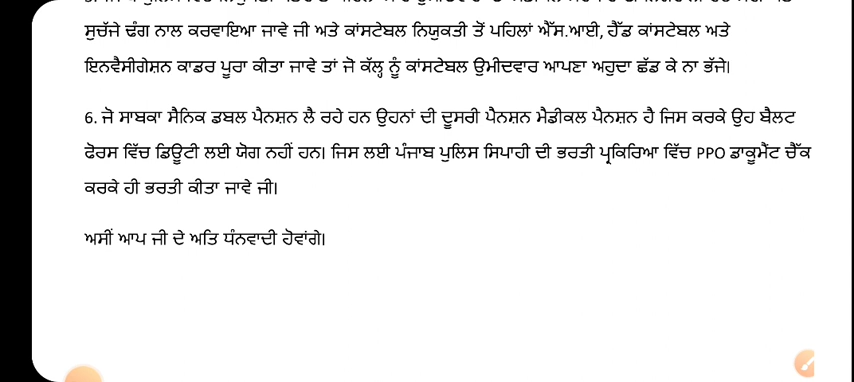 ਸੁਚੱਜੇ ਢੰਗ ਨਾਲ ਕਰਵਾਇਆ ਜਾਵੇ ਜੀ ਅਤੇ ਕਾਂਸਟੇਬਲ ਨਿਯੁਕਤੀ ਤੋਂ ਪਹਿਲਾਂ ਐੱਸ.ਆਈ, ਹੈੱਡ ਕਾਂਸਟੇਬਲ ਅਤੇ
ਇਨਵੈਸੀਗੇਸ਼ਨ ਕਾਡਰ ਪੂਰਾ ਕੀਤਾ ਜਾਵੇ ਤਾਂ ਜੋ ਕੱਲ੍ਹ ਨੂੰ ਕਾਂਸਟੇਬਲ ਉਮੀਦਵਾਰ ਆਪਣਾ ਅਹੁਦਾ ਛੱਡ ਕੇ ਨਾ ਭੱਜੇ।
6. ਜੋ ਸਾਬਕਾ ਸੈਨਿਕ ਡਬਲ ਪੈਨਸ਼ਨ ਲੈ ਰਹੇ ਹਨ ਉਹਨਾਂ ਦੀ ਦੂਸਰੀ ਪੈਨਸ਼ਨ ਮੈਡੀਕਲ ਪੈਨਸ਼ਨ ਹੈ ਜਿਸ ਕਰਕੇ ਉਹ ਬੈਲਟ
ਫੋਰਸ ਵਿੱਚ ਡਿਊਟੀ ਲਈ ਯੋਗ ਨਹੀਂ ਹਨ। ਜਿਸ ਲਈ ਪੰਜਾਬ ਪੁਲਿਸ ਸਿਪਾਹੀ ਦੀ ਭਰਤੀ ਪ੍ਰਕਿਰਿਆ ਵਿੱਚ PPO ਡਾਕੂਮੈਂਟ ਚੈੱਕ
ਕਰਕੇ ਹੀ ਭਰਤੀ ਕੀਤਾ ਜਾਵੇ ਜੀ।
ਅਸੀਂ ਆਪ ਜੀ ਦੇ ਅਤਿ ਧੰਨਵਾਦੀ ਹੋਵਾਂਗੇ।